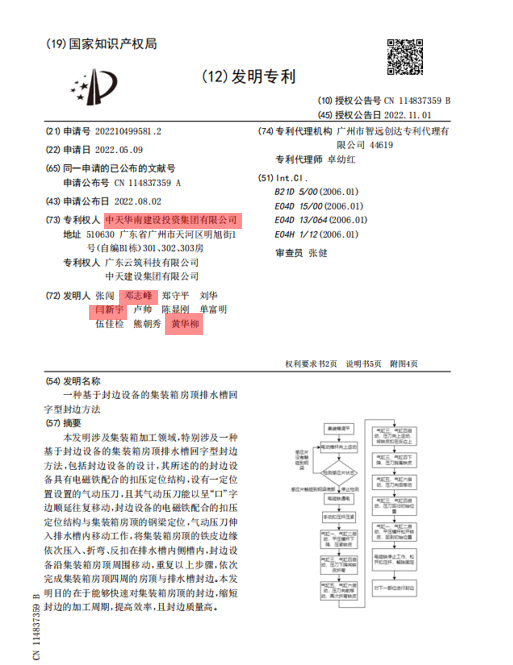 (19)国家知识产权局
(12)发明专利
(10)授权公告号 CN 114837359 B
(45)授权公告日 2022.11.01
(21)申请号 202210499581.2
(22)申请日 2022.05.09
(65)同一申请的已公布的文献号
申请公布号 CN 114837359 A
(43)申请公布日 2022.08.02
(73)专利权人 中天华南建设投资集团有限公司
地址 510630 广东省广州市天河区明旭街1
号(自编B1栋)301、302、303房
专利权人 广东云筑科技有限公司
中天建设集团有限公司
(72)发明人 张闯 邓志峰 郑守平 刘华
闫新宇 卢帅 陈显刚 单富明
伍佳检 熊朝秀 黄华柳
(74)专利代理机构 广州市智远创达专利代理有
限公司 44619
专利代理师 卓幼红
(51)Int.Cl.
B21D 5/00(2006.01)
E04D 15/00(2006.01)
E04D 13/064(2006.01)
E04H 1/12(2006.01)
审查员 张健
权利要求书2页 说明书5页 附图4页
(54)发明名称
一种基于封边设备的集装箱房顶排水槽回
字型封边方法
(57)摘要
本发明涉及集装箱加工领域,特别涉及一种
基于封边设备的集装箱房顶排水槽回字型封边
方法,包括封边设备的设计,其所述的的封边设
备具有电磁铁配合的扣压定位结构,设有一定位
置设置的气动压刀,且其气动压刀能以呈“口”字
边顺延往复移动,封边设备的电磁铁配合的扣压
定位结构与集装箱房顶的钢梁定位,气动压刀伸
入排水槽内移动工作,将集装箱房顶的铁皮边缘
依次压入、折弯、反扣在排水槽内侧槽内,封边设
备沿集装箱房顶周围移动,重复以上步骤,依次
完成集装箱房顶四周的房顶与排水槽封边。本发
明目的在于能够快速对集装箱房顶的封边,缩短
封边的加工周期,提高效率,且封边质量高。
CN 114837359 B